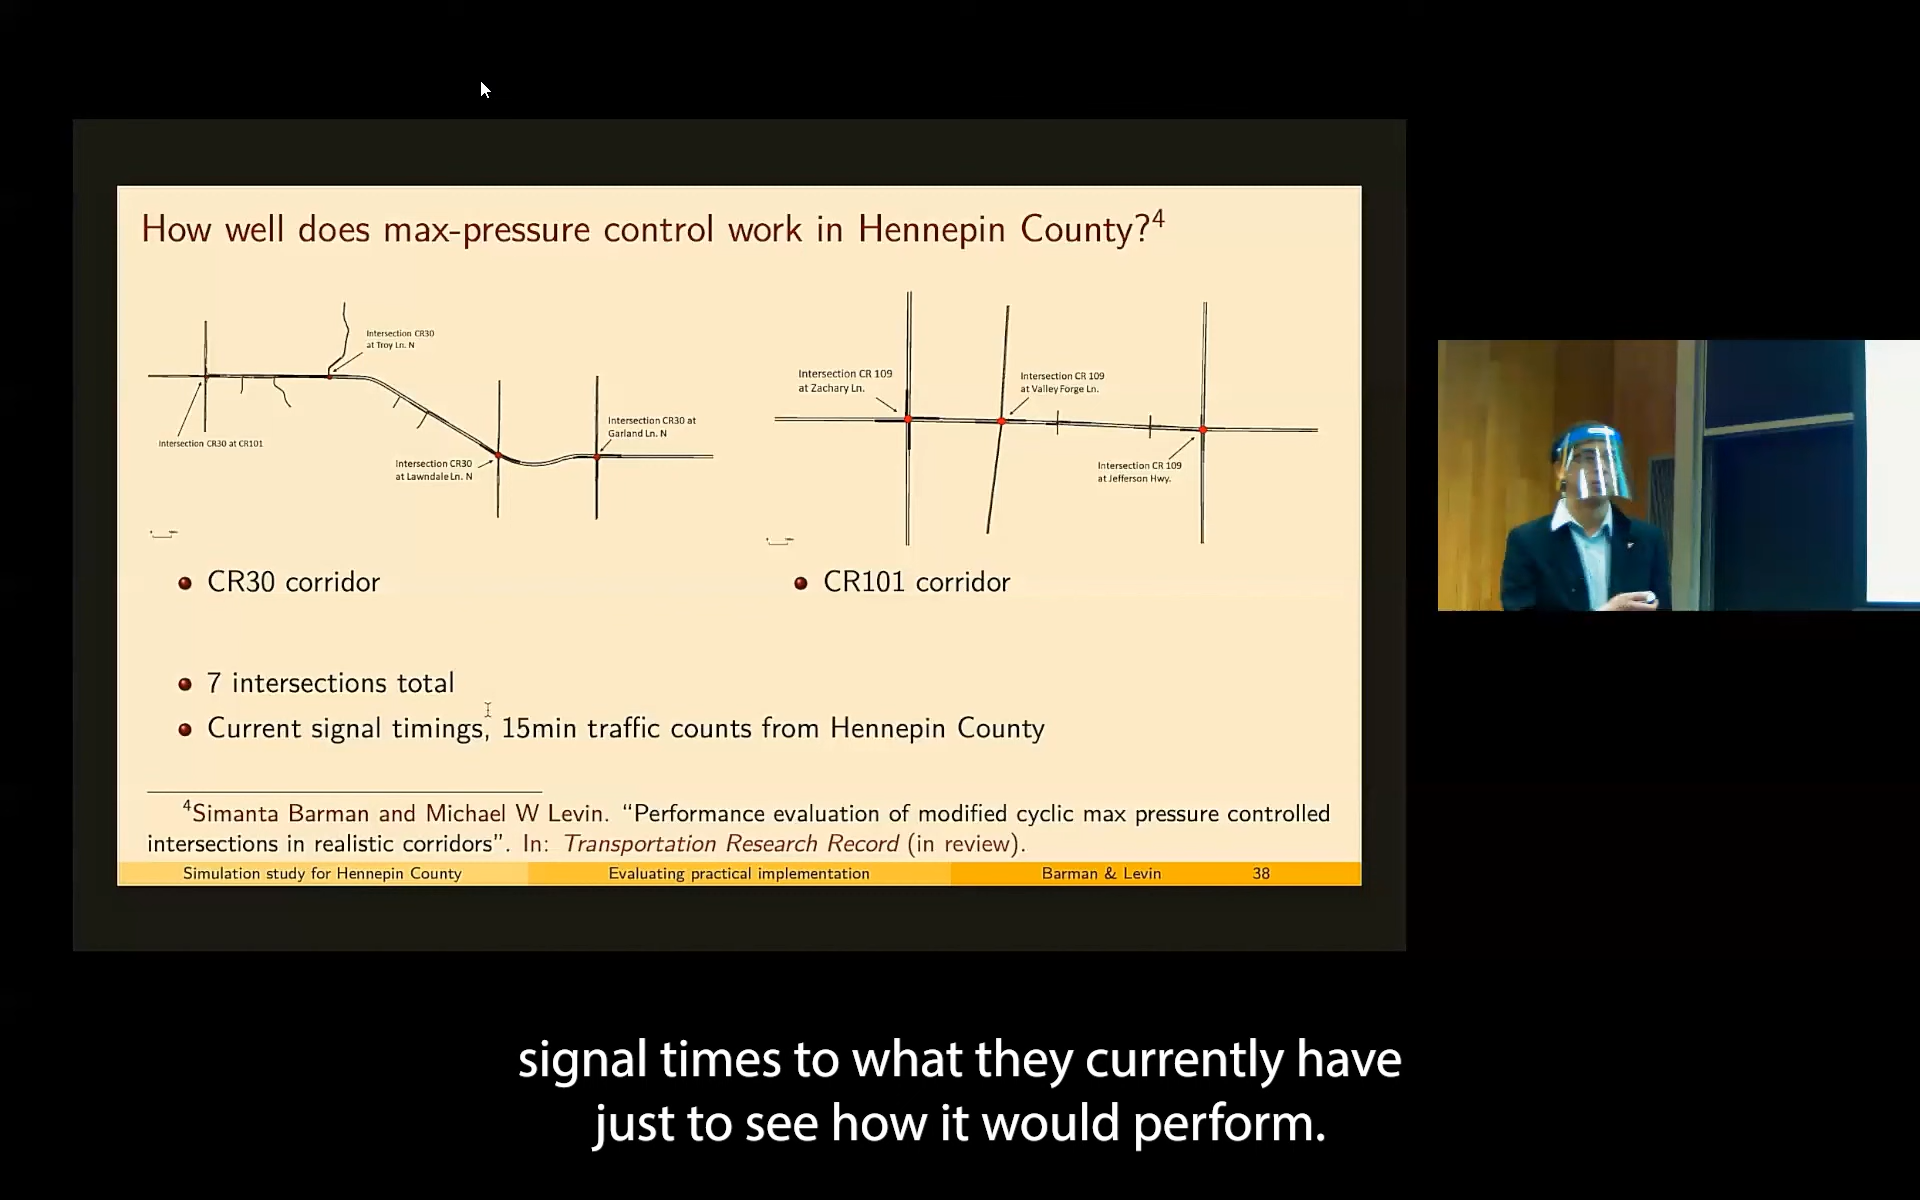 How well does max-pressure control work in Hennepin County?⁴
Intersection CR30
at Troy Ln. N
Intersection CR30 at CR101
Intersection CR30
at Lawndale Ln. N
Intersection CR30 at
Garland Ln. N
Intersection CR 109
at Zachary Ln.
Intersection CR 109
at Valley Forge Ln.
Intersection CR 109
at Jefferson Hwy.
CR30 corridor
CR101 corridor
7 intersections total
Current signal timings, 15min traffic counts from Hennepin County
⁴Simanta Barman and Michael W Levin. “Performance evaluation of modified cyclic max pressure controlled
intersections in realistic corridors”. In: Transportation Research Record (in review).
Simulation study for Hennepin County
Evaluating practical implementation
Barman & Levin
38
signal times to what they currently have
just to see how it would perform.